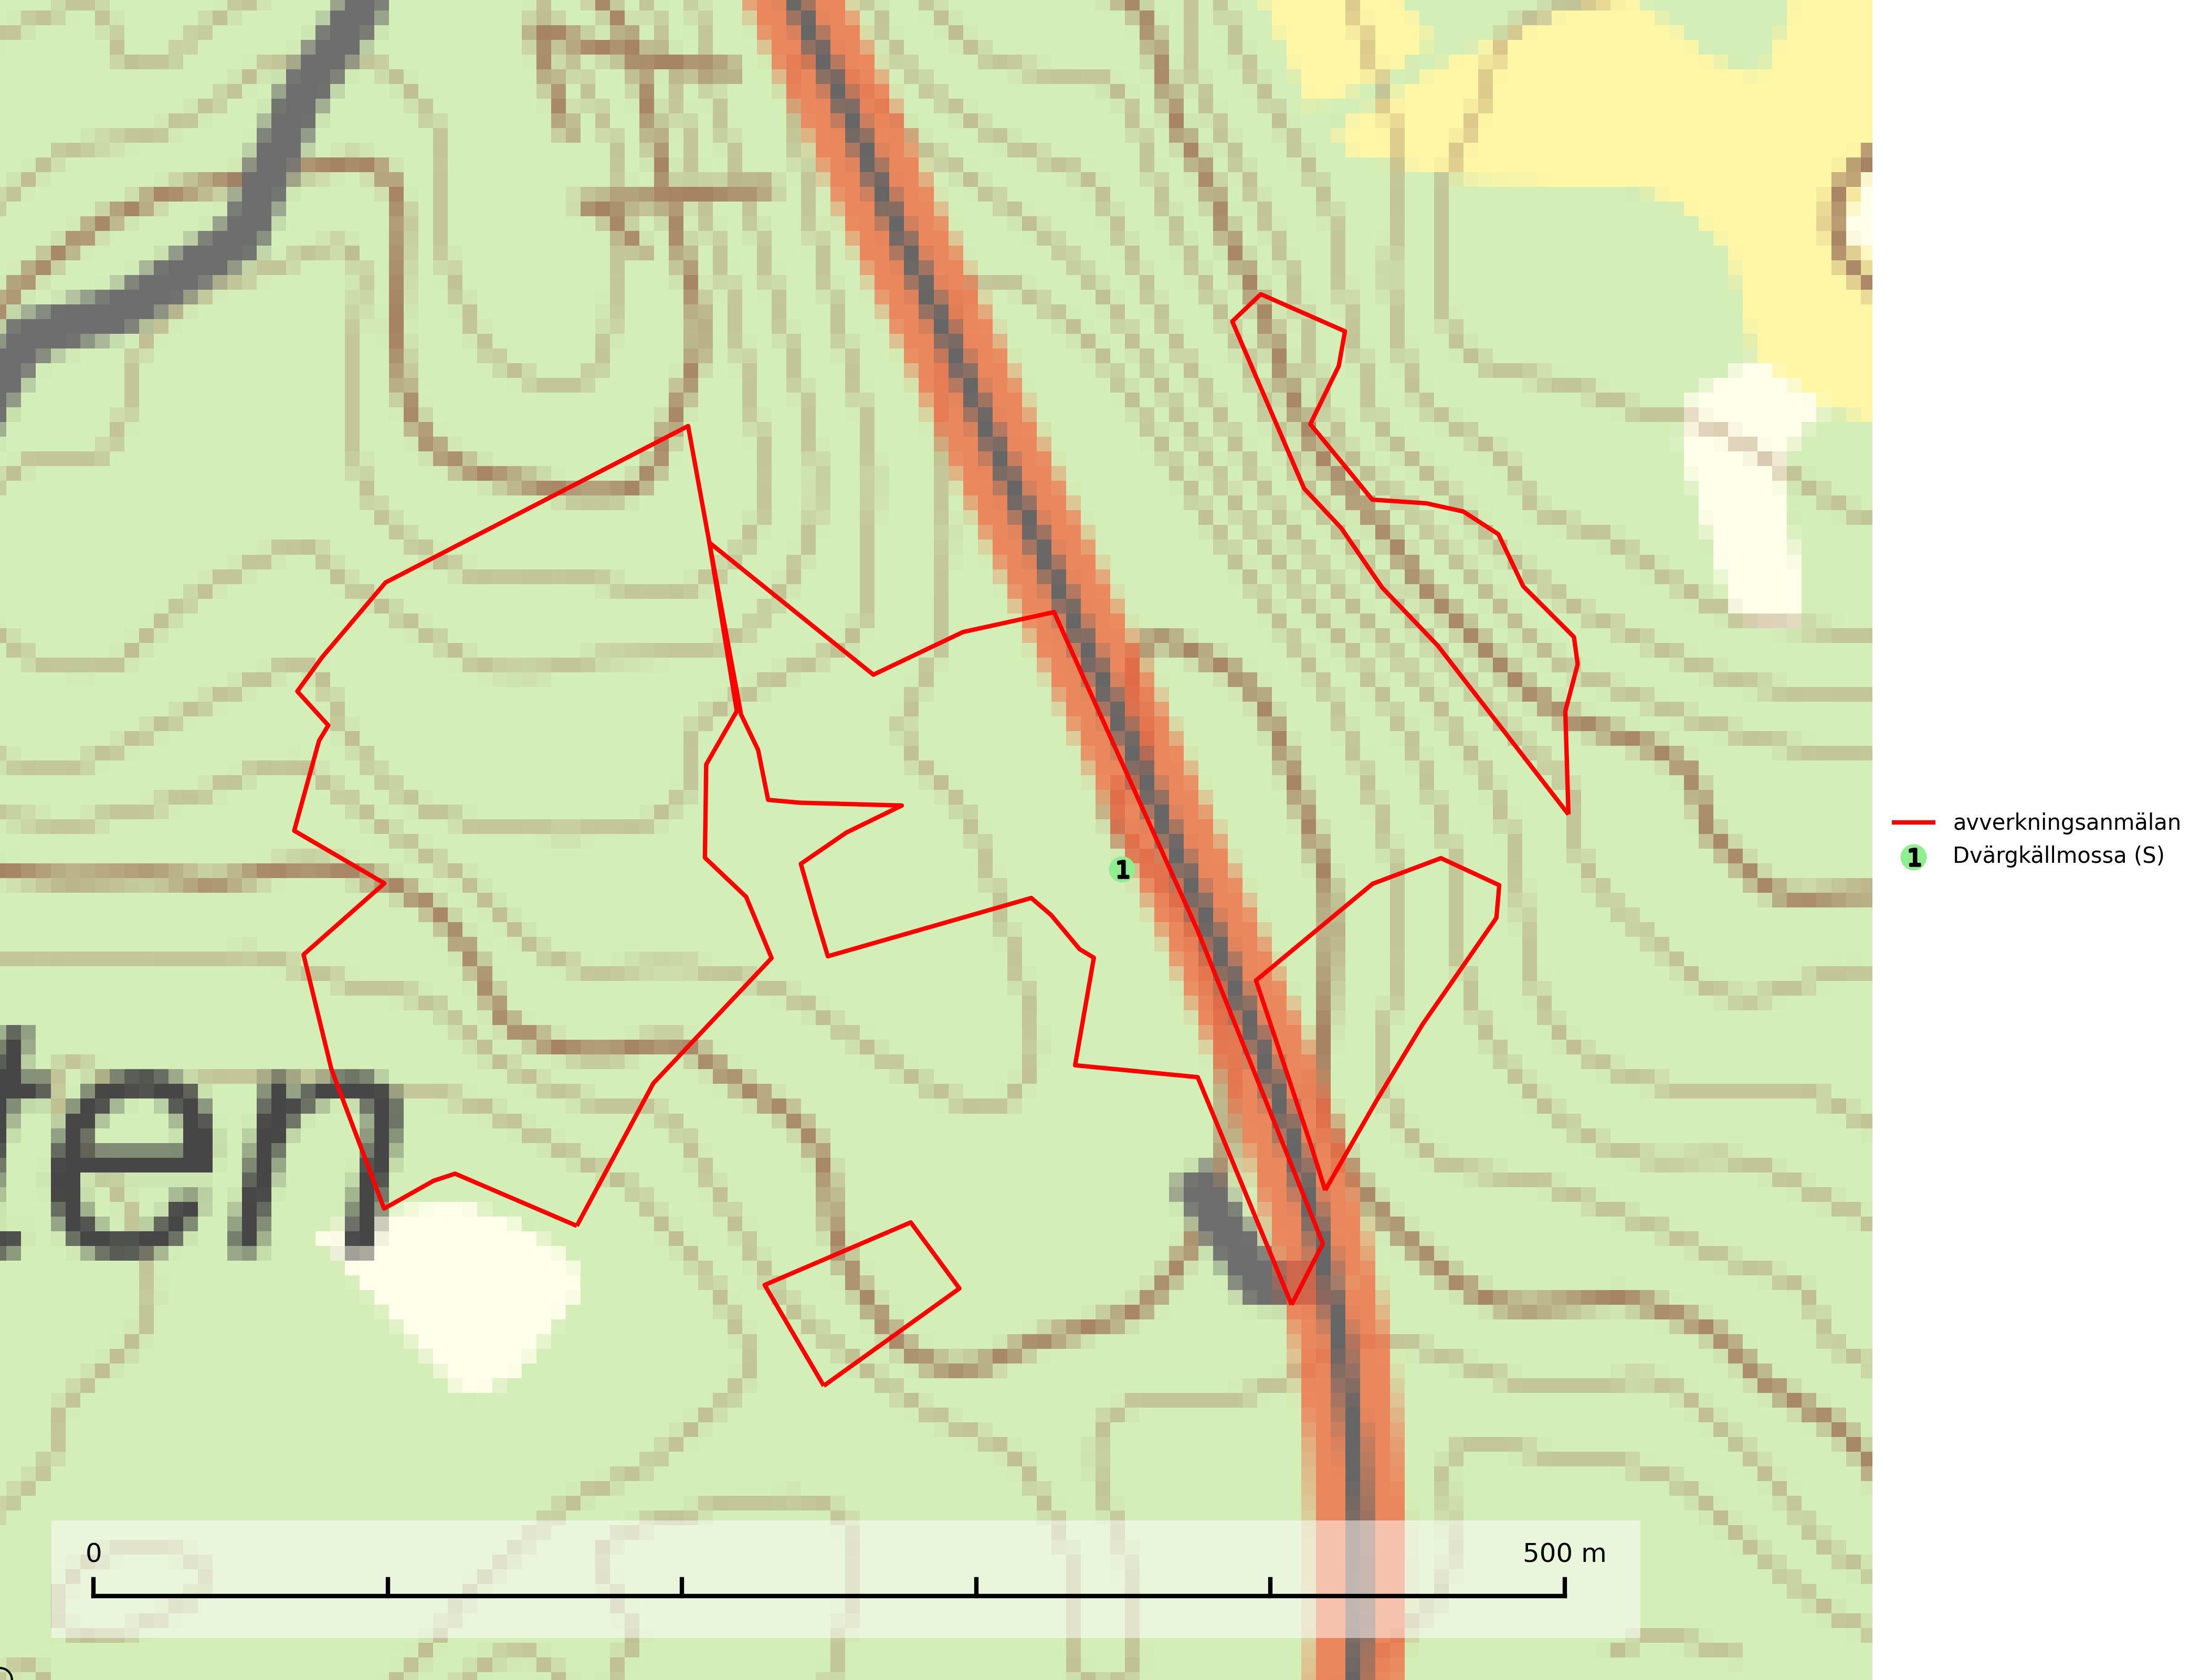 1
ten
0 500 m
avverkningsanmälan
1 Dvärgkällmossa (S)